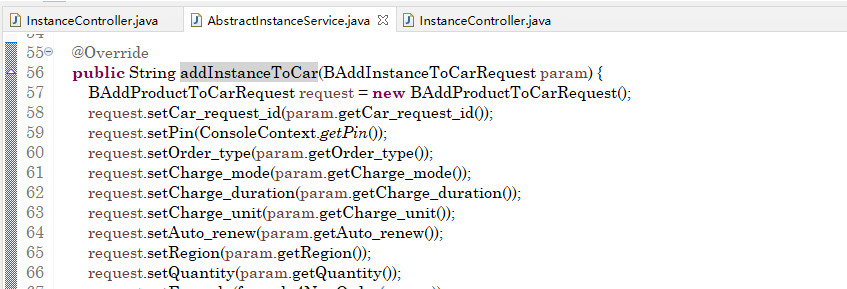 InstanceController.java AbstractInstanceService.java InstanceController.java
55 @Override
56 public String addInstanceToCar(BAddInstanceToCarRequest param) {
57 BAddProductToCarRequest request = new BAddProductToCarRequest();
58 request.setCar_request_id(param.getCar_request_id());
59 request.setPin(ConsoleContext.getPin());
60 request.setOrder_type(param.getOrder_type());
61 request.setCharge_mode(param.getCharge_mode());
62 request.setCharge_duration(param.getCharge_duration());
63 request.setCharge_unit(param.getCharge_unit());
64 request.setAuto_renew(param.getAuto_renew());
65 request.setRegion(param.getRegion());
66 request.setQuantity(param.getQuantity());